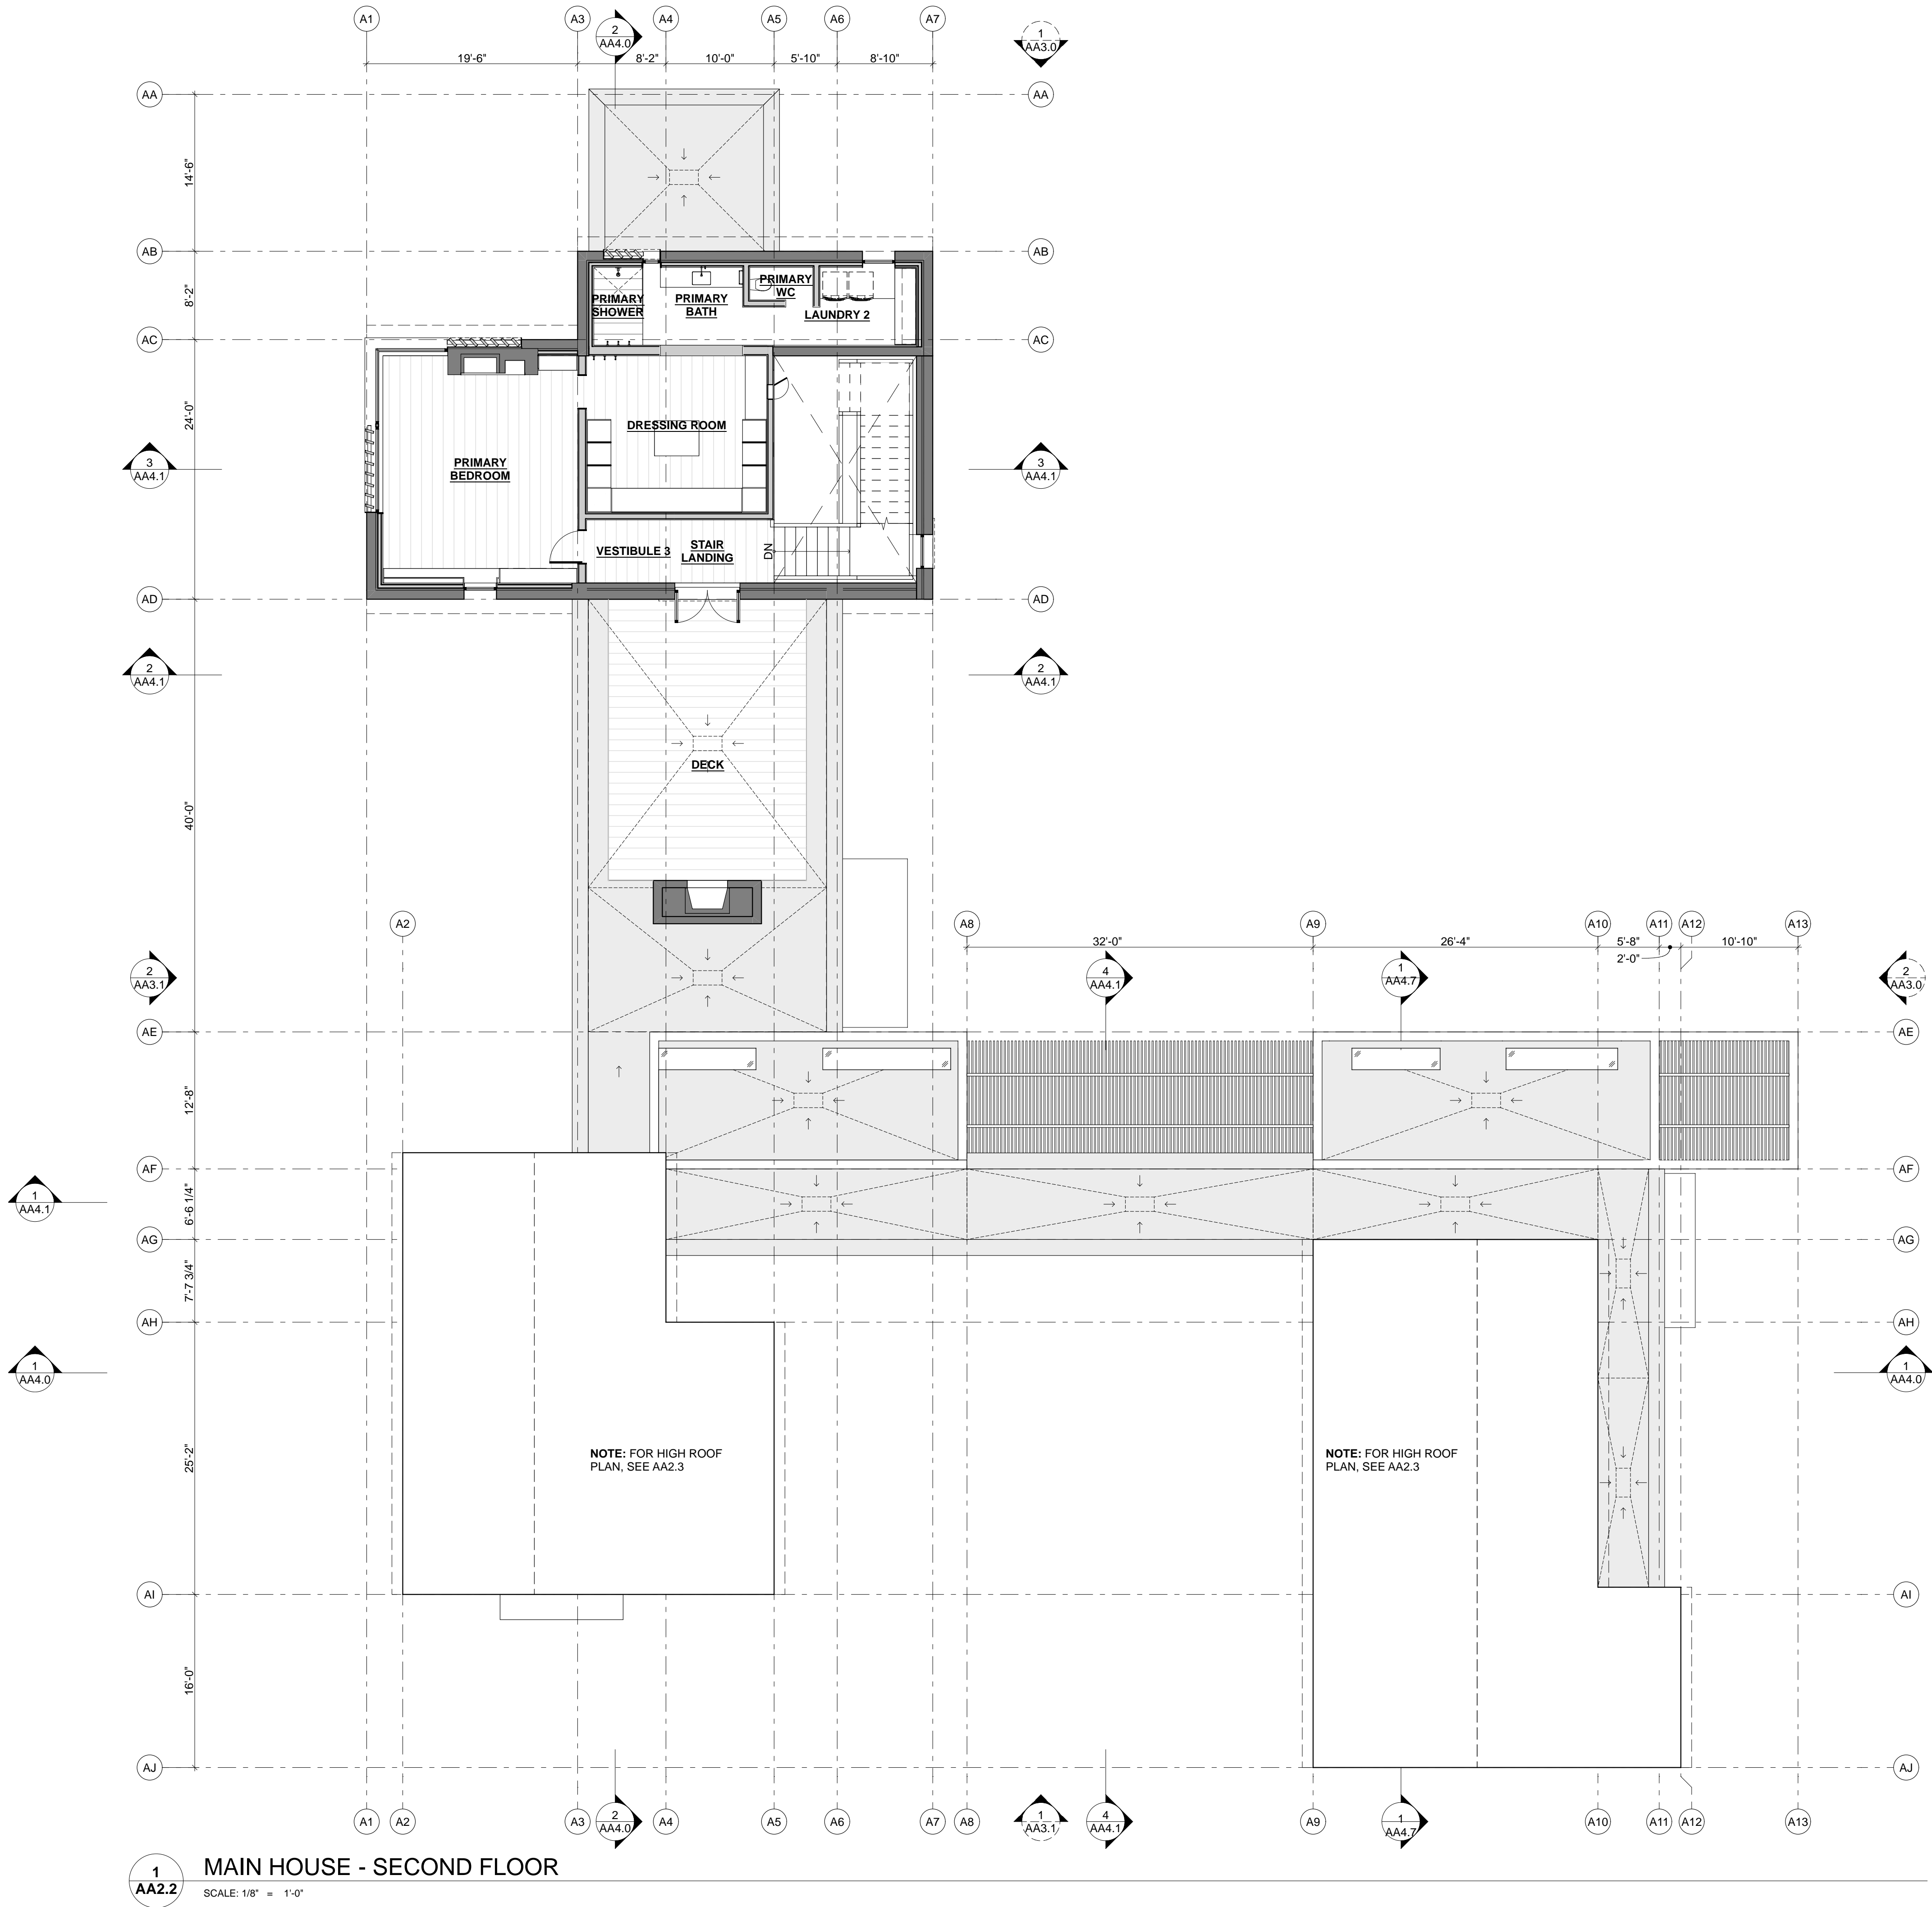 A1 A3 A4 A5 A6 A7
2
AA4.0
1
AA3.0
19'-6" 8'-2" 10'-0" 5'-10" 8'-10"
AA AA
14'-6"
AB AB
8'-2"
PRIMARY
SHOWER
PRIMARY
BATH
PRIMARY
WC
LAUNDRY 2
AC AC
24'-0"
DRESSING ROOM
PRIMARY
BEDROOM
3
AA4.1
3
AA4.1
VESTIBULE 3
STAIR
LANDING
DN
AD AD
2
AA4.1
2
AA4.1
DECK
40'-0"
A2 A8 A9 A10 A11 A12 A13
32'-0" 26'-4" 5'-8" 10'-10"
2'-0"
2
AA3.1
4
AA4.1
1
AA4.7
2
AA3.0
AE AE
12'-8"
AF AF
1
AA4.1
6'-6 1/4"
AG AG
7'-7 3/4"
AH AH
1
AA4.0
1
AA4.0
25'-2"
NOTE: FOR HIGH ROOF
PLAN, SEE AA2.3
NOTE: FOR HIGH ROOF
PLAN, SEE AA2.3
AI AI
16'-0"
AJ AJ
A1 A2 A3 A4 A5 A6 A7 A8 A9 A10 A11 A12 A13
2
AA4.0
1
AA3.1
4
AA4.1
1
AA4.7
1
AA2.2
MAIN HOUSE - SECOND FLOOR
SCALE: 1/8" = 1'-0"